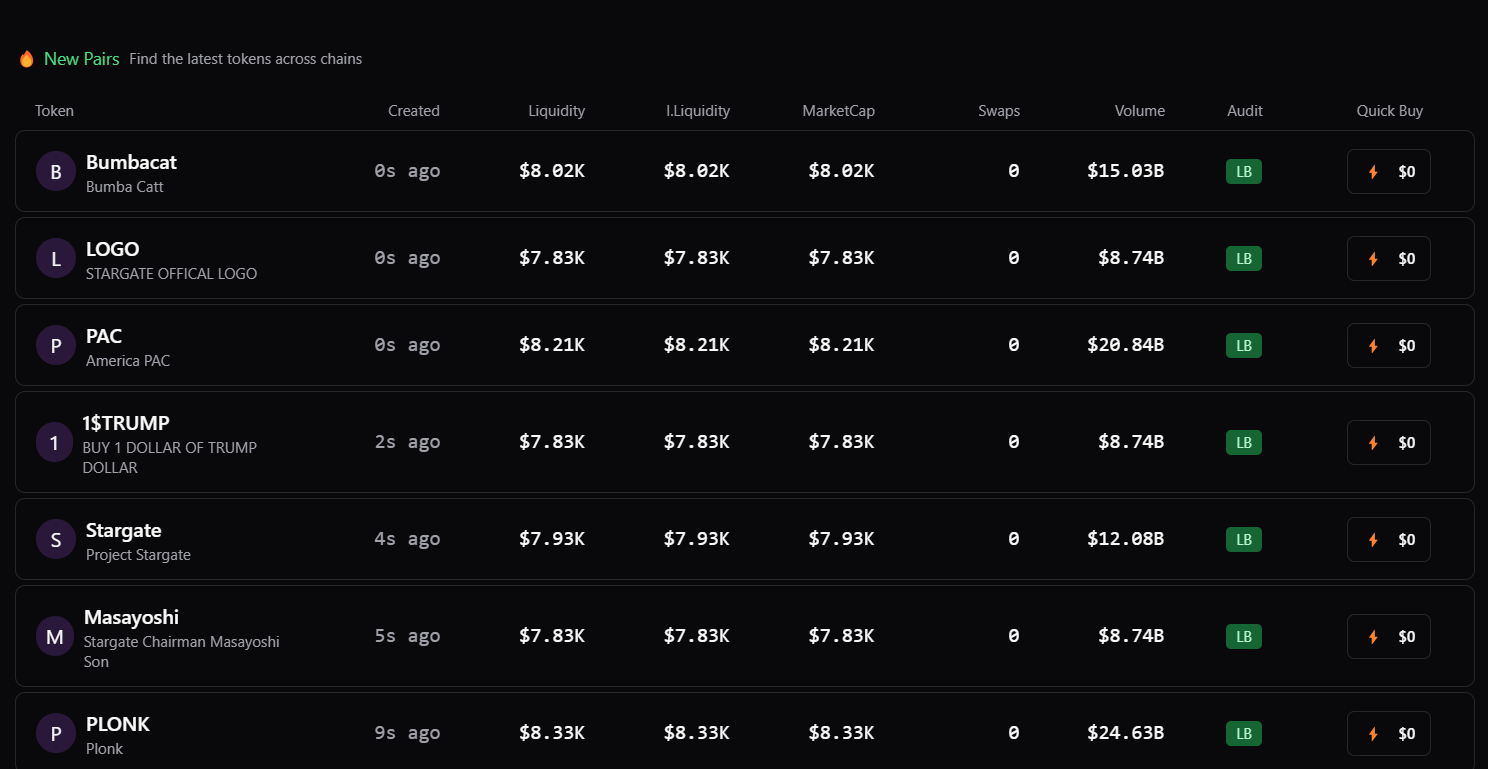 New Pairs Find the latest tokens across chains
Token Created Liquidity I.Liquidity MarketCap Swaps Volume Audit Quick Buy
B Bumbacat 0s ago $8.02K $8.02K $8.02K 0 $15.03B LB $0
Bumba Catt
L LOGO 0s ago $7.83K $7.83K $7.83K 0 $8.74B LB $0
STARGATE OFFICAL LOGO
P PAC 0s ago $8.21K $8.21K $8.21K 0 $20.84B LB $0
America PAC
1 1$TRUMP 2s ago $7.83K $7.83K $7.83K 0 $8.74B LB $0
BUY 1 DOLLAR OF TRUMP
DOLLAR
S Stargate 4s ago $7.93K $7.93K $7.93K 0 $12.08B LB $0
Project Stargate
M Masayoshi 5s ago $7.83K $7.83K $7.83K 0 $8.74B LB $0
Stargate Chairman Masayoshi
Son
P PLONK 9s ago $8.33K $8.33K $8.33K 0 $24.63B LB $0
Plonk